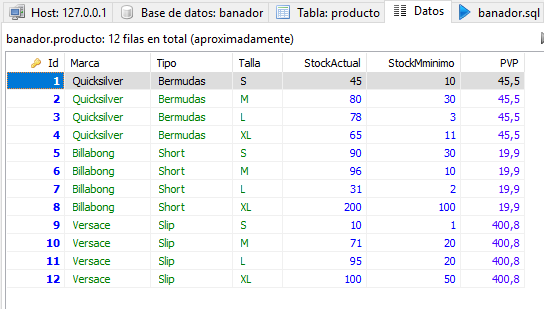 Host: 127.0.0.1 Base de datos: banador Tabla: producto Datos banador.sql
banador.producto: 12 filas en total (aproximadamente)
Id Marca Tipo Talla StockActual StockMminimo PVP
1 Quicksilver Bermudas S 45 10 45,5
2 Quicksilver Bermudas M 80 30 45,5
3 Quicksilver Bermudas L 78 3 45,5
4 Quicksilver Bermudas XL 65 11 45,5
5 Billabong Short S 90 30 19,9
6 Billabong Short M 96 10 19,9
7 Billabong Short L 31 2 19,9
8 Billabong Short XL 200 100 19,9
9 Versace Slip S 10 1 400,8
10 Versace Slip M 71 20 400,8
11 Versace Slip L 95 20 400,8
12 Versace Slip XL 100 50 400,8